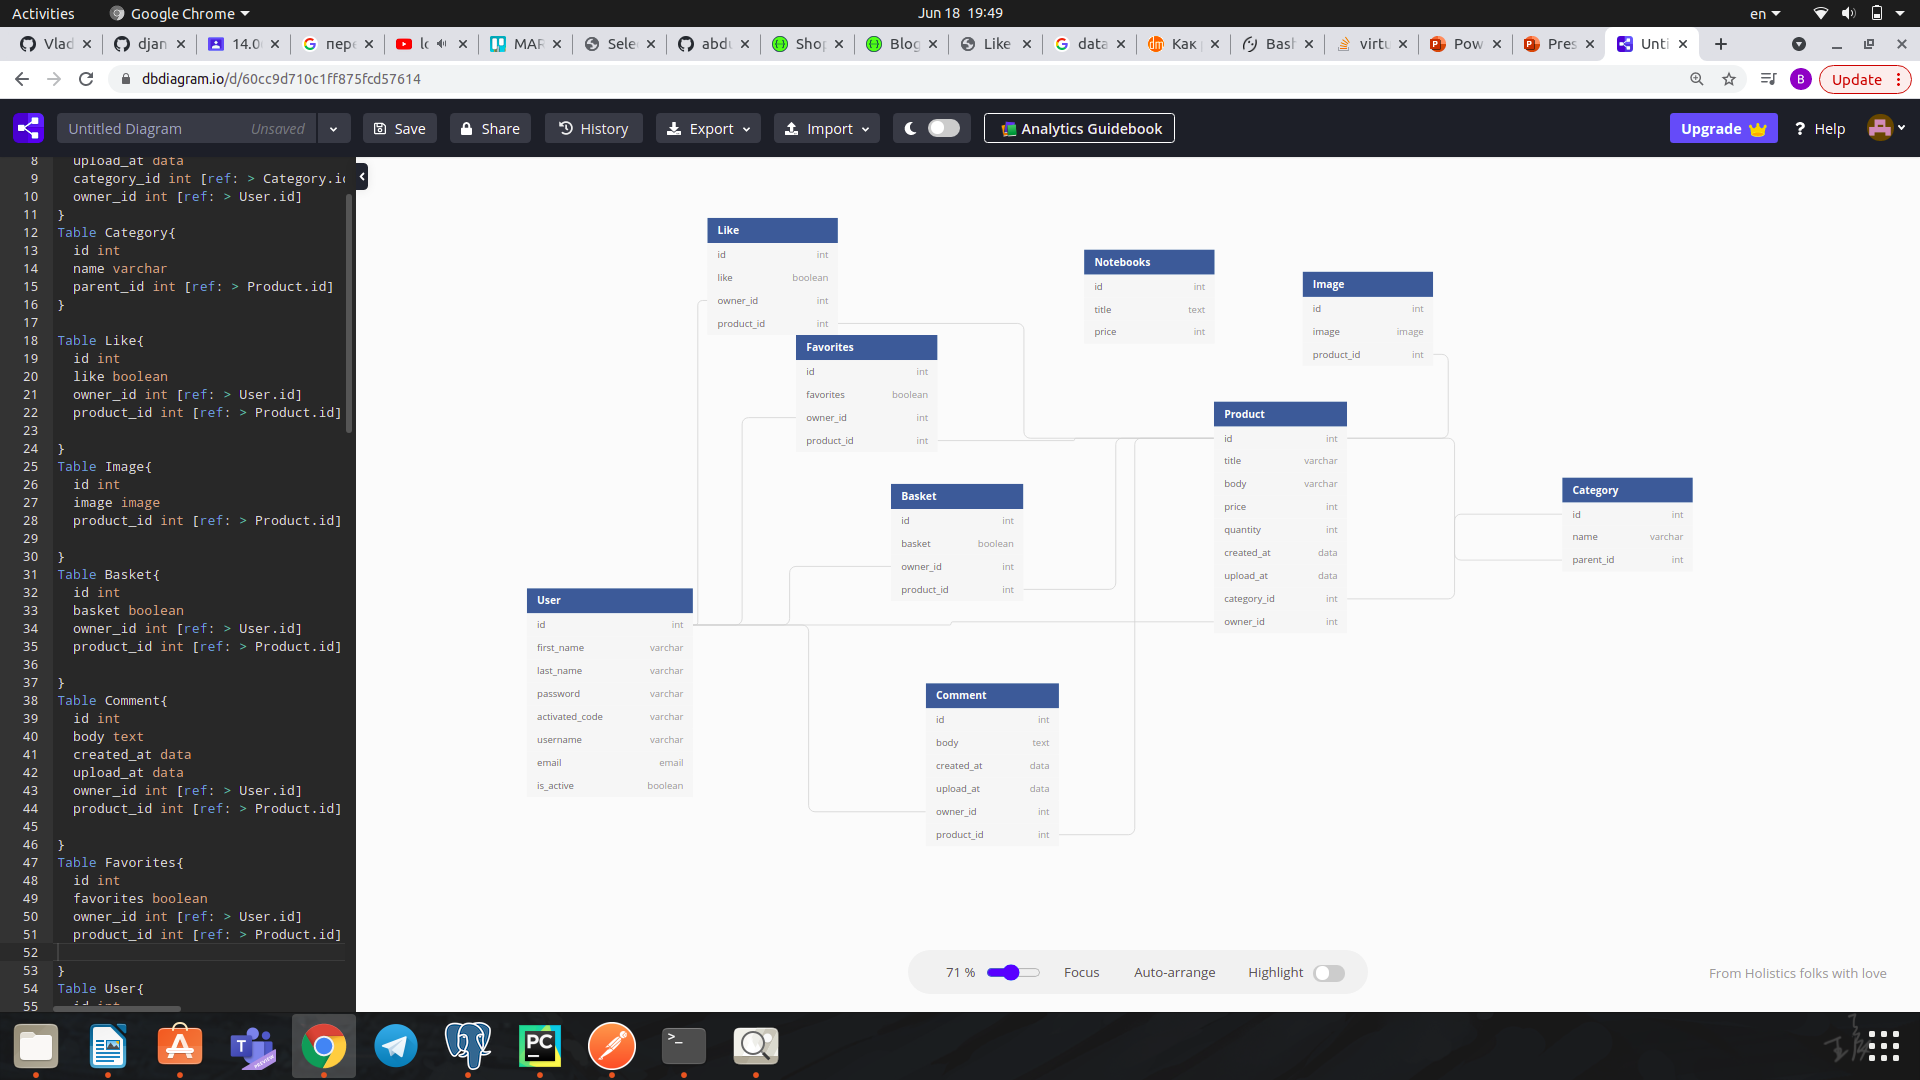 Activities
Google Chrome
Jun 18 19:49
en
Vlad
djan
14.0
пере
lo
MAR
Sele
abdu
Shop
Blog
Like
data
Как
Bash
virtu
Pow
Pres
Unti
dbdiagram.io/d/60cc9d710c1ff875fcd57614
B
Update
Untitled Diagram
Unsaved
Save
Share
History
Export
Import
Analytics Guidebook
Upgrade
? Help
8 upload_at data
9 category_id int [ref: > Category.id
10 owner_id int [ref: > User.id]
11 }
12 Table Category{
13 id int
14 name varchar
15 parent_id int [ref: > Product.id]
16 }
17
18 Table Like{
19 id int
20 like boolean
21 owner_id int [ref: > User.id]
22 product_id int [ref: > Product.id]
23
24 }
25 Table Image{
26 id int
27 image image
28 product_id int [ref: > Product.id]
29
30 }
31 Table Basket{
32 id int
33 basket boolean
34 owner_id int [ref: > User.id]
35 product_id int [ref: > Product.id]
36
37 }
38 Table Comment{
39 id int
40 body text
41 created_at data
42 upload_at data
43 owner_id int [ref: > User.id]
44 product_id int [ref: > Product.id]
45
46 }
47 Table Favorites{
48 id int
49 favorites boolean
50 owner_id int [ref: > User.id]
51 product_id int [ref: > Product.id]
52
53 }
54 Table User{
55 id int
Like
id int
like boolean
owner_id int
product_id int
Favorites
id int
favorites boolean
owner_id int
product_id int
Notebooks
id int
title text
price int
Image
id int
image image
product_id int
Product
id int
title varchar
body varchar
price int
quantity int
created_at data
upload_at data
category_id int
owner_id int
Category
id int
name varchar
parent_id int
Basket
id int
basket boolean
owner_id int
product_id int
User
id int
first_name varchar
last_name varchar
password varchar
activated_code varchar
username varchar
email email
is_active boolean
Comment
id int
body text
created_at data
upload_at data
owner_id int
product_id int
71 %
Focus
Auto-arrange
Highlight
From Holistics folks with love
PC
>_